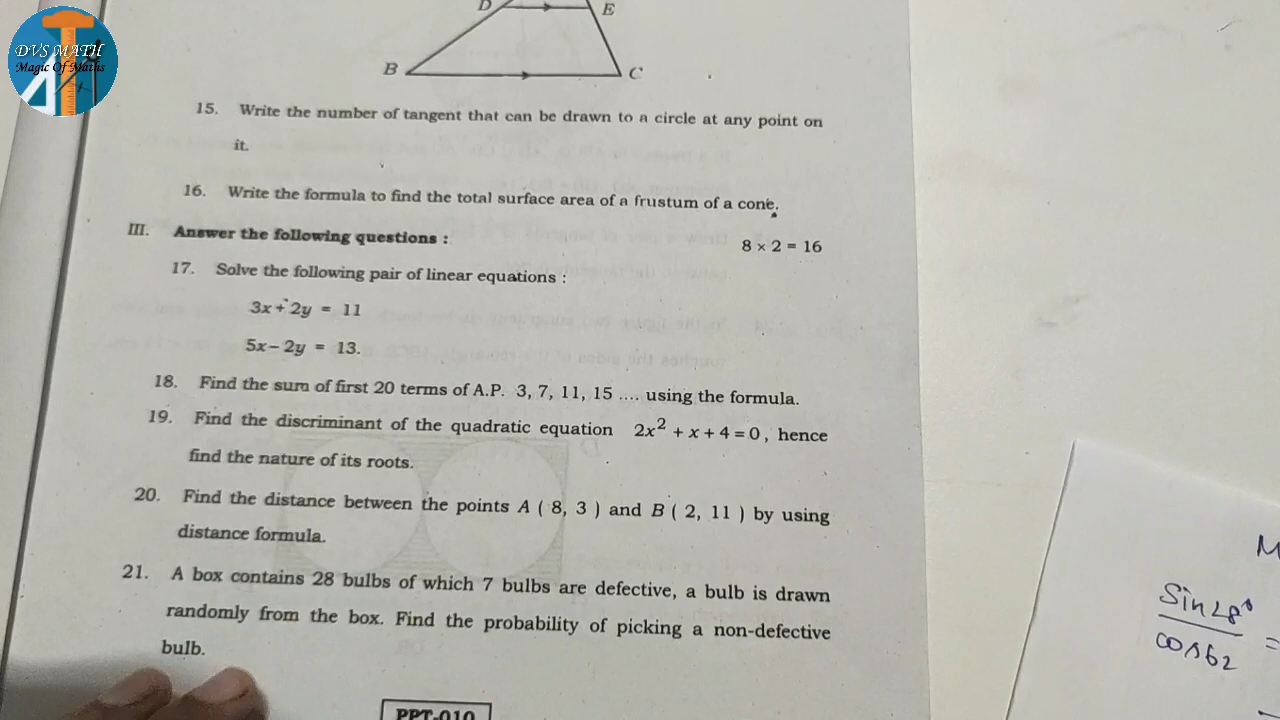 DVS MATH
Magic Of Maths
D
E
B
C
15. Write the number of tangent that can be drawn to a circle at any point on
it.
16. Write the formula to find the total surface area of a frustum of a cone.
III. Answer the following questions :
8 × 2 = 16
17. Solve the following pair of linear equations :
3x + 2y = 11
5x – 2y = 13.
18. Find the sum of first 20 terms of A.P. 3, 7, 11, 15 .... using the formula.
19. Find the discriminant of the quadratic equation 2x² + x + 4 = 0, hence
find the nature of its roots.
20. Find the distance between the points A ( 8, 3 ) and B ( 2, 11 ) by using
distance formula.
21. A box contains 28 bulbs of which 7 bulbs are defective, a bulb is drawn
randomly from the box. Find the probability of picking a non-defective
bulb.
PPT-010
M
Sin28°
cos62
=